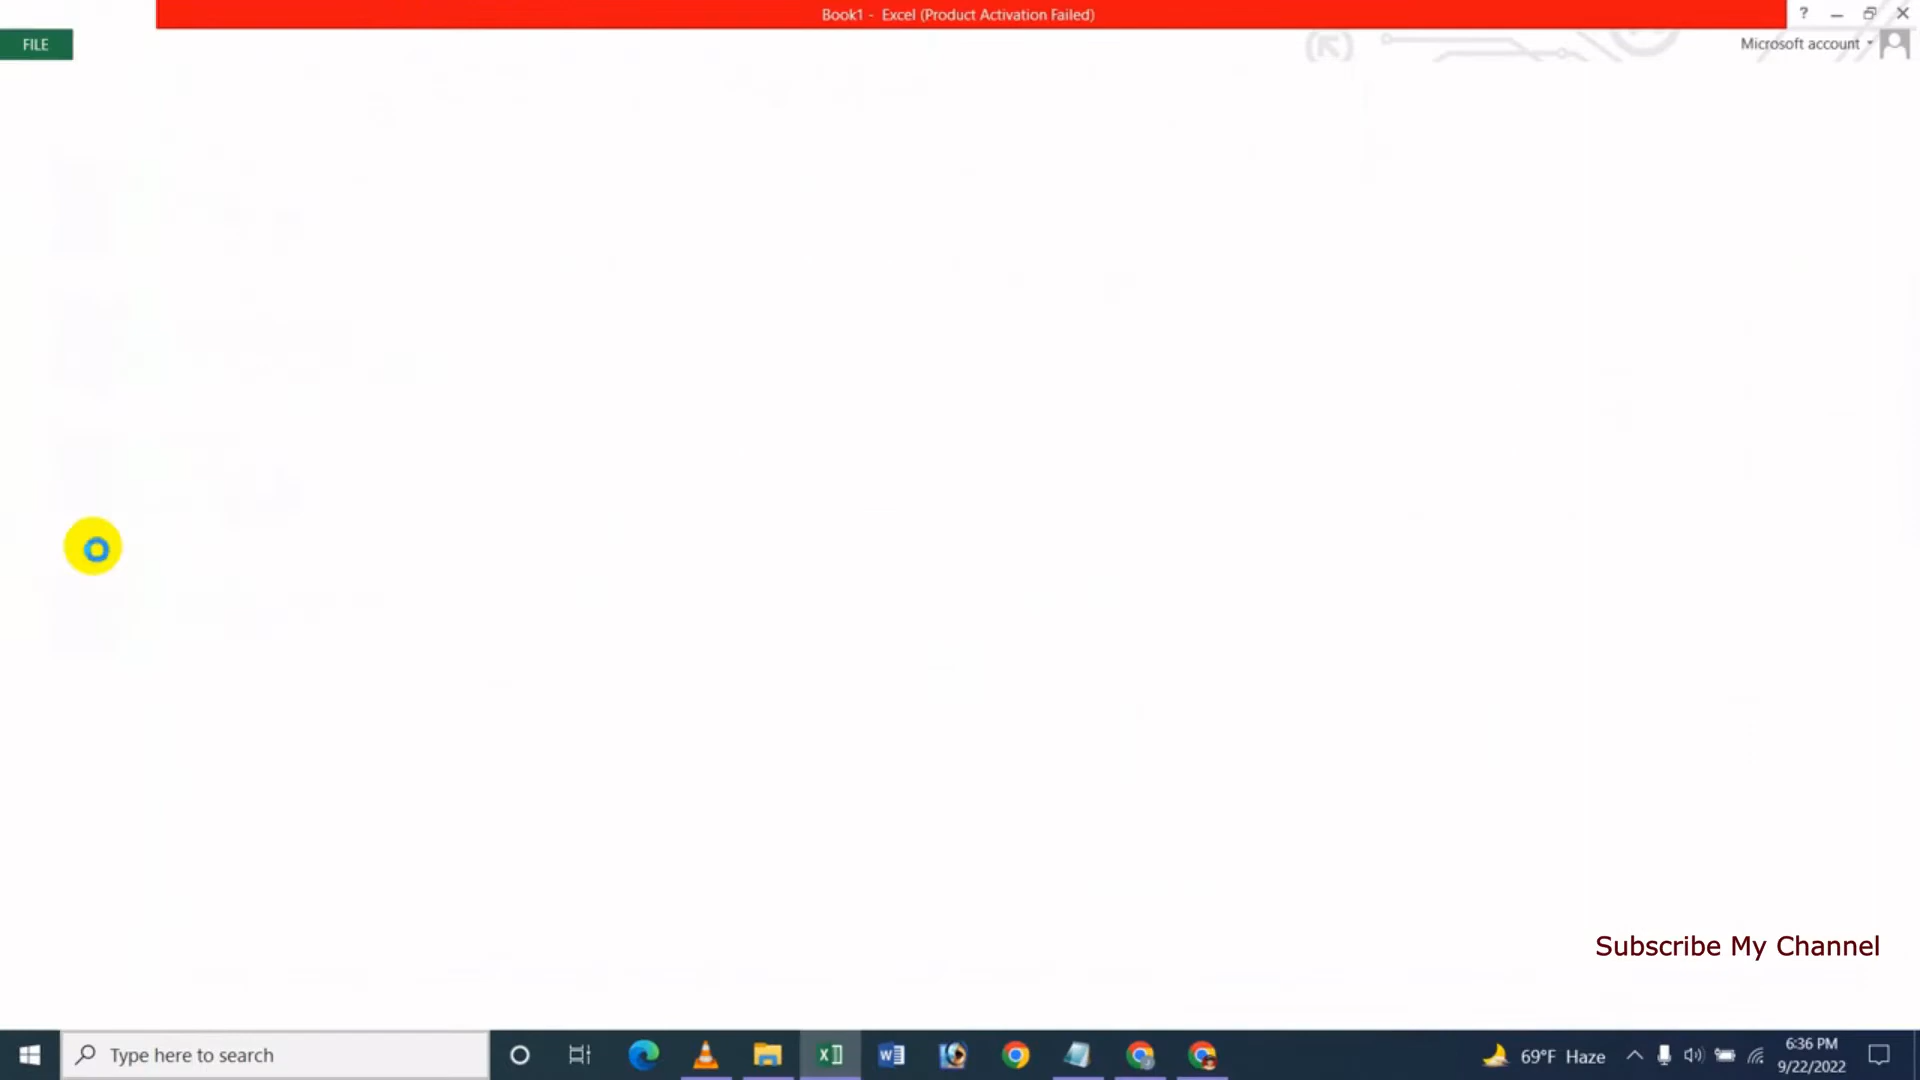 Book1 - Excel (Product Activation Failed)
?
FILE
Microsoft account
Subscribe My Channel
Type here to search
69°F Haze
6:36 PM
9/22/2022